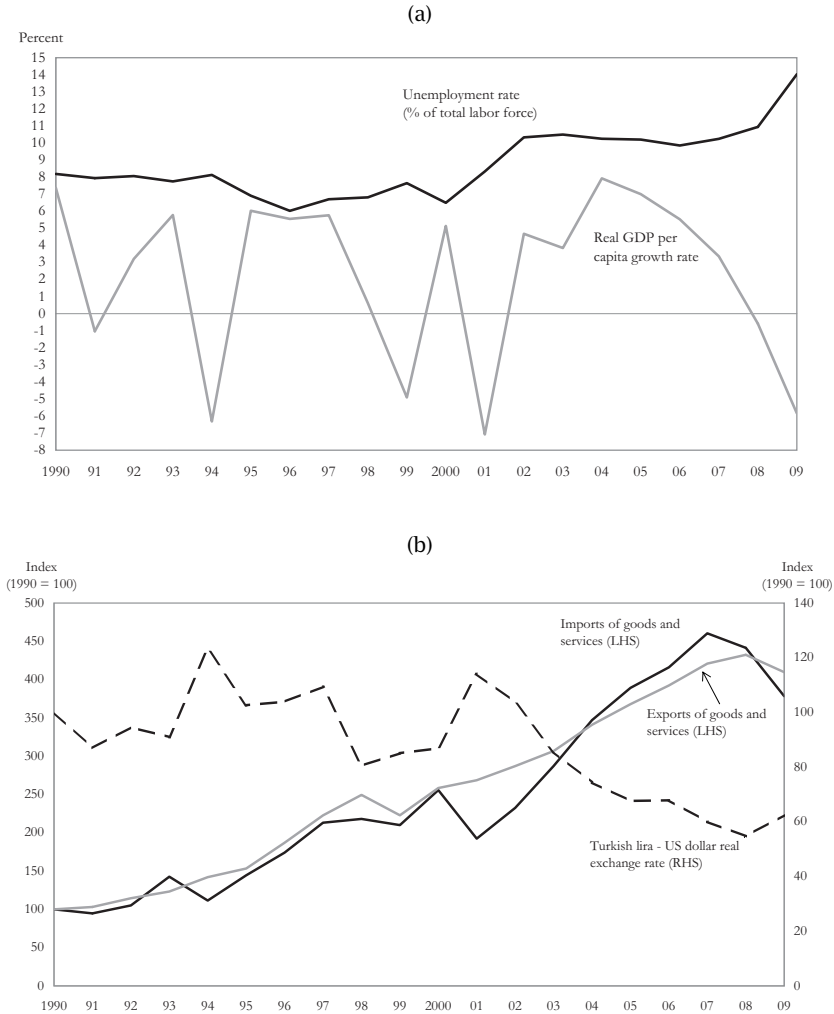 (a)
Percent
15
14
13
12
11
10
9
8
7
6
5
4
3
2
1
0
-1
-2
-3
-4
-5
-6
-7
-8
Unemployment rate
(% of total labor force)
Real GDP per
capita growth rate
1990 91 92 93 94 95 96 97 98 99 2000 01 02 03 04 05 06 07 08 09
(b)
Index
(1990 = 100)
Index
(1990 = 100)
500
450
400
350
300
250
200
150
100
50
0
140
120
100
80
60
40
20
0
Imports of goods and
services (LHS)
Exports of goods and
services (LHS)
Turkish lira - US dollar real
exchange rate (RHS)
1990 91 92 93 94 95 96 97 98 99 2000 01 02 03 04 05 06 07 08 09